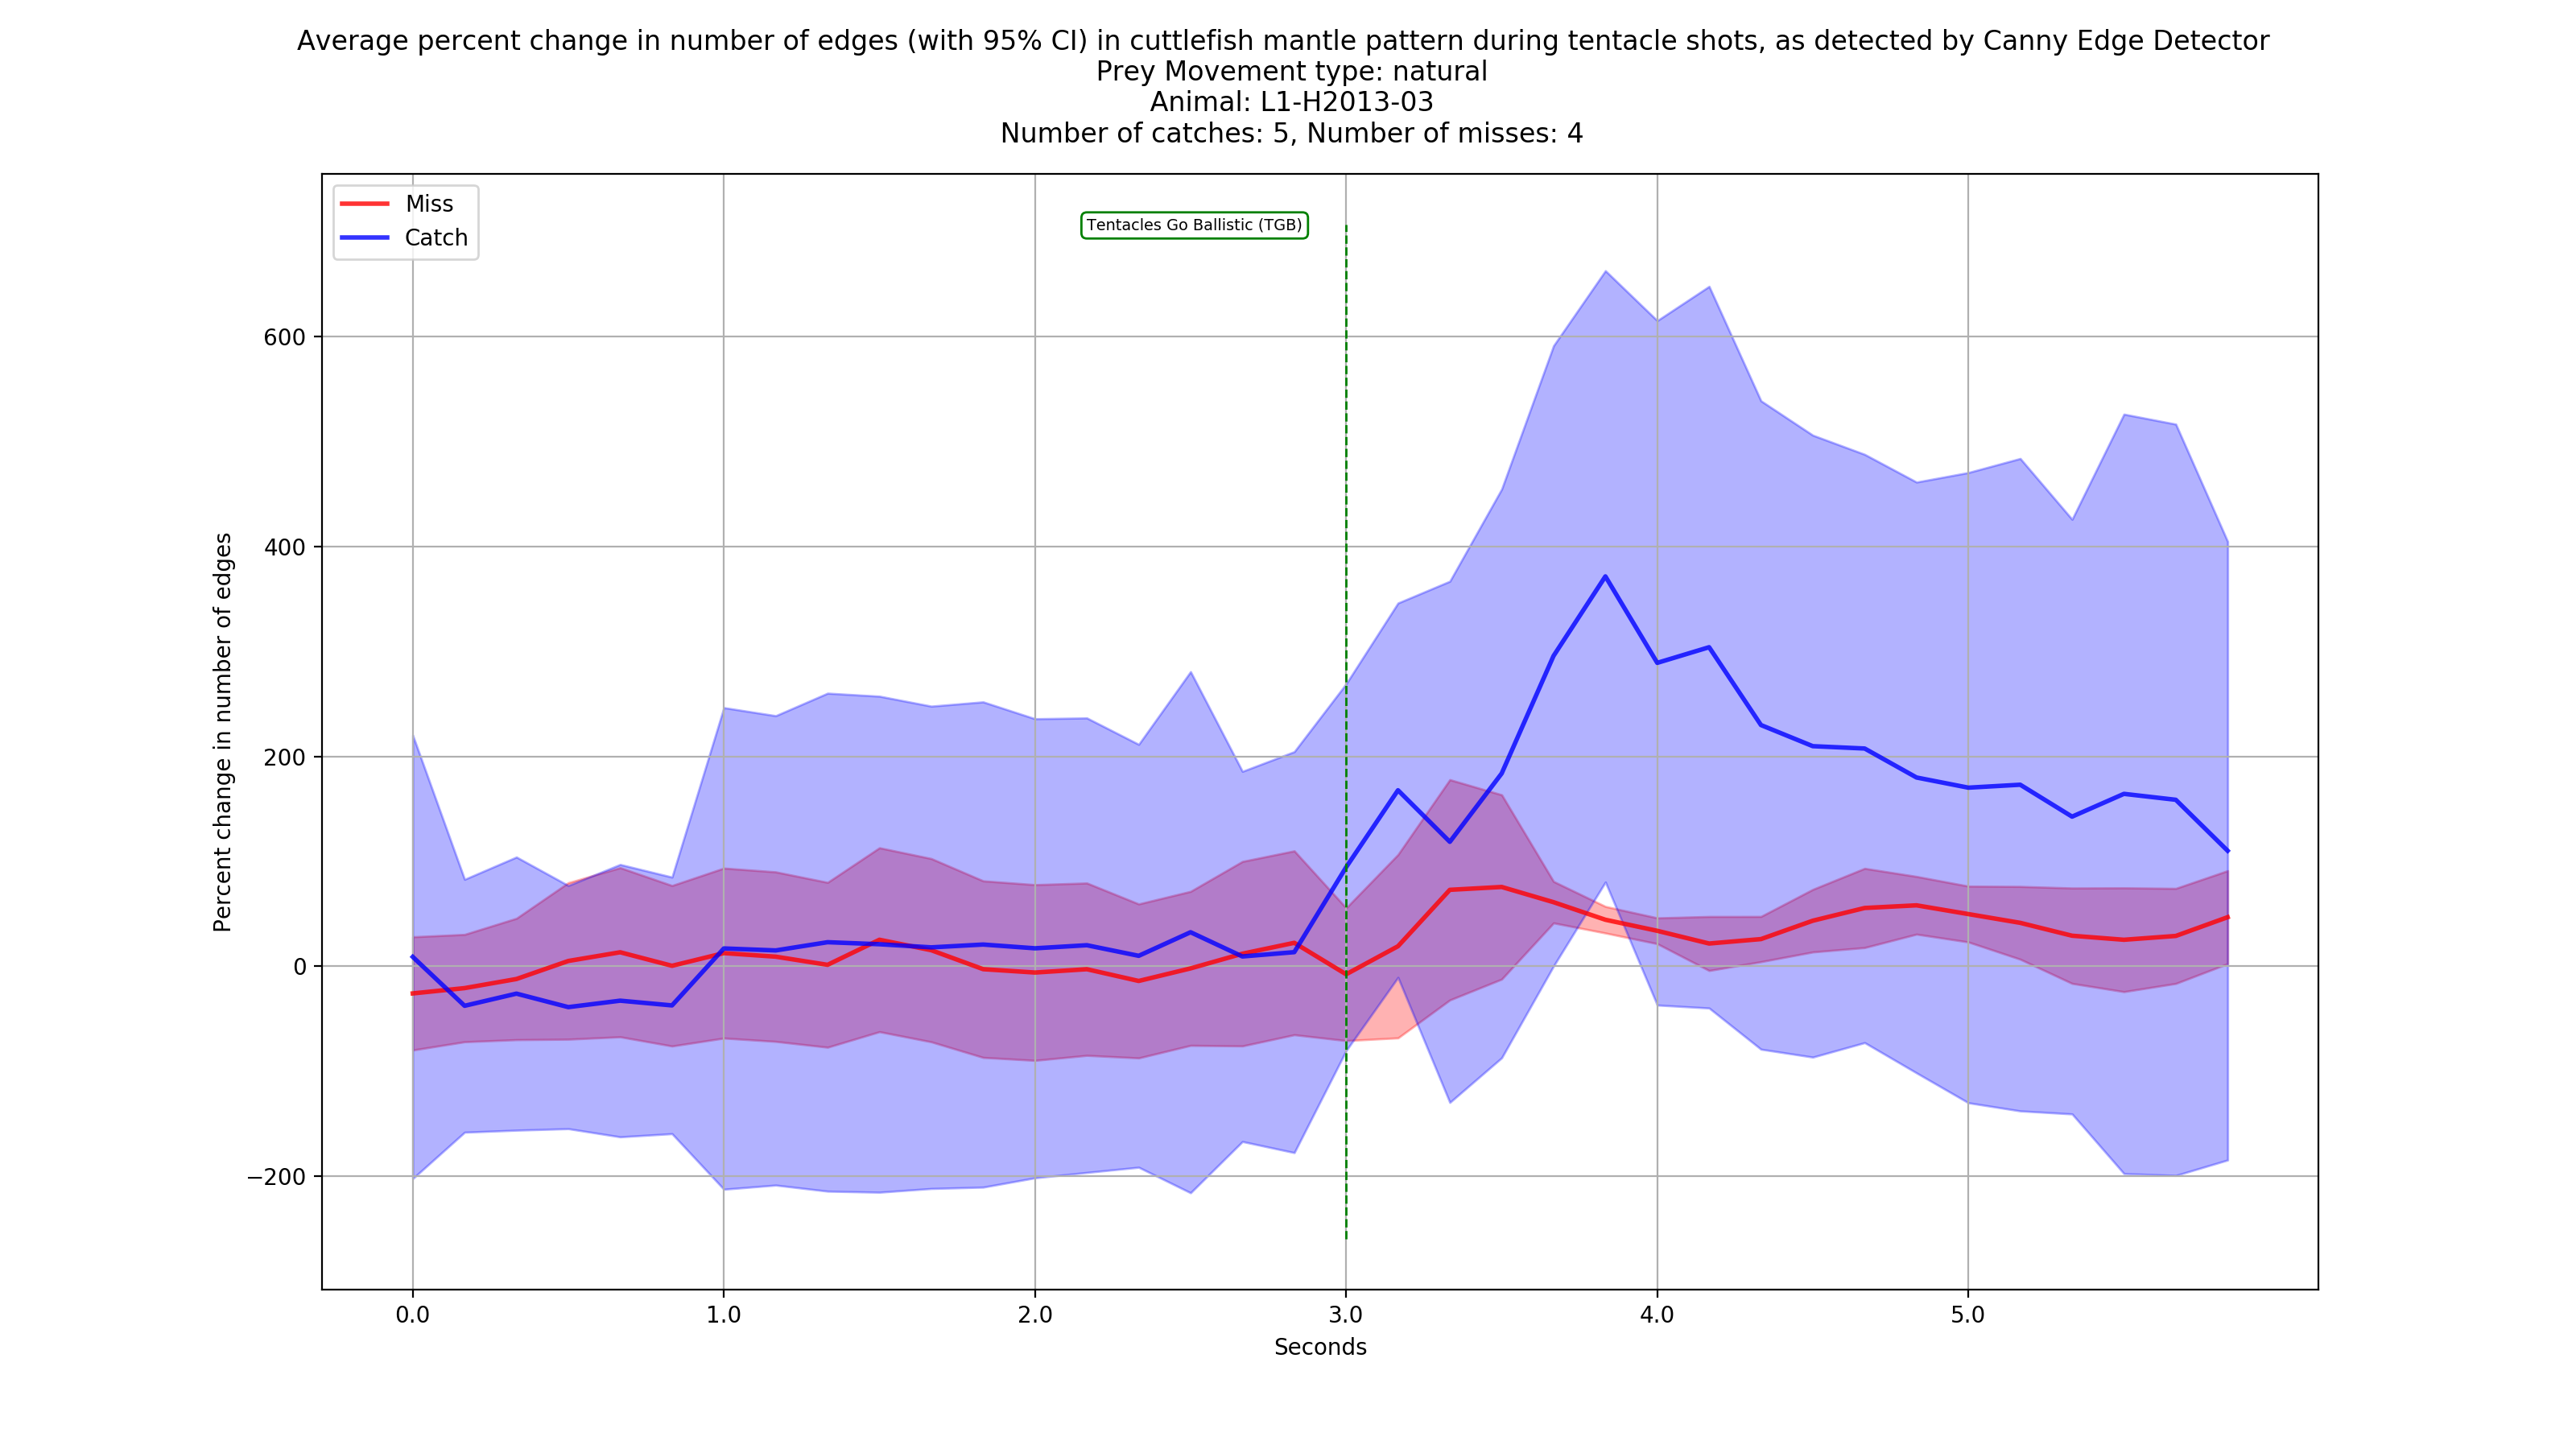 Average percent change in number of edges (with 95% CI) in cuttlefish mantle pattern during tentacle shots, as detected by Canny Edge Detector
Prey Movement type: natural
Animal: L1-H2013-03
Number of catches: 5, Number of misses: 4
Miss
Catch
Tentacles Go Ballistic (TGB)
Percent change in number of edges
600
400
200
0
−200
0.0 1.0 2.0 3.0 4.0 5.0
Seconds